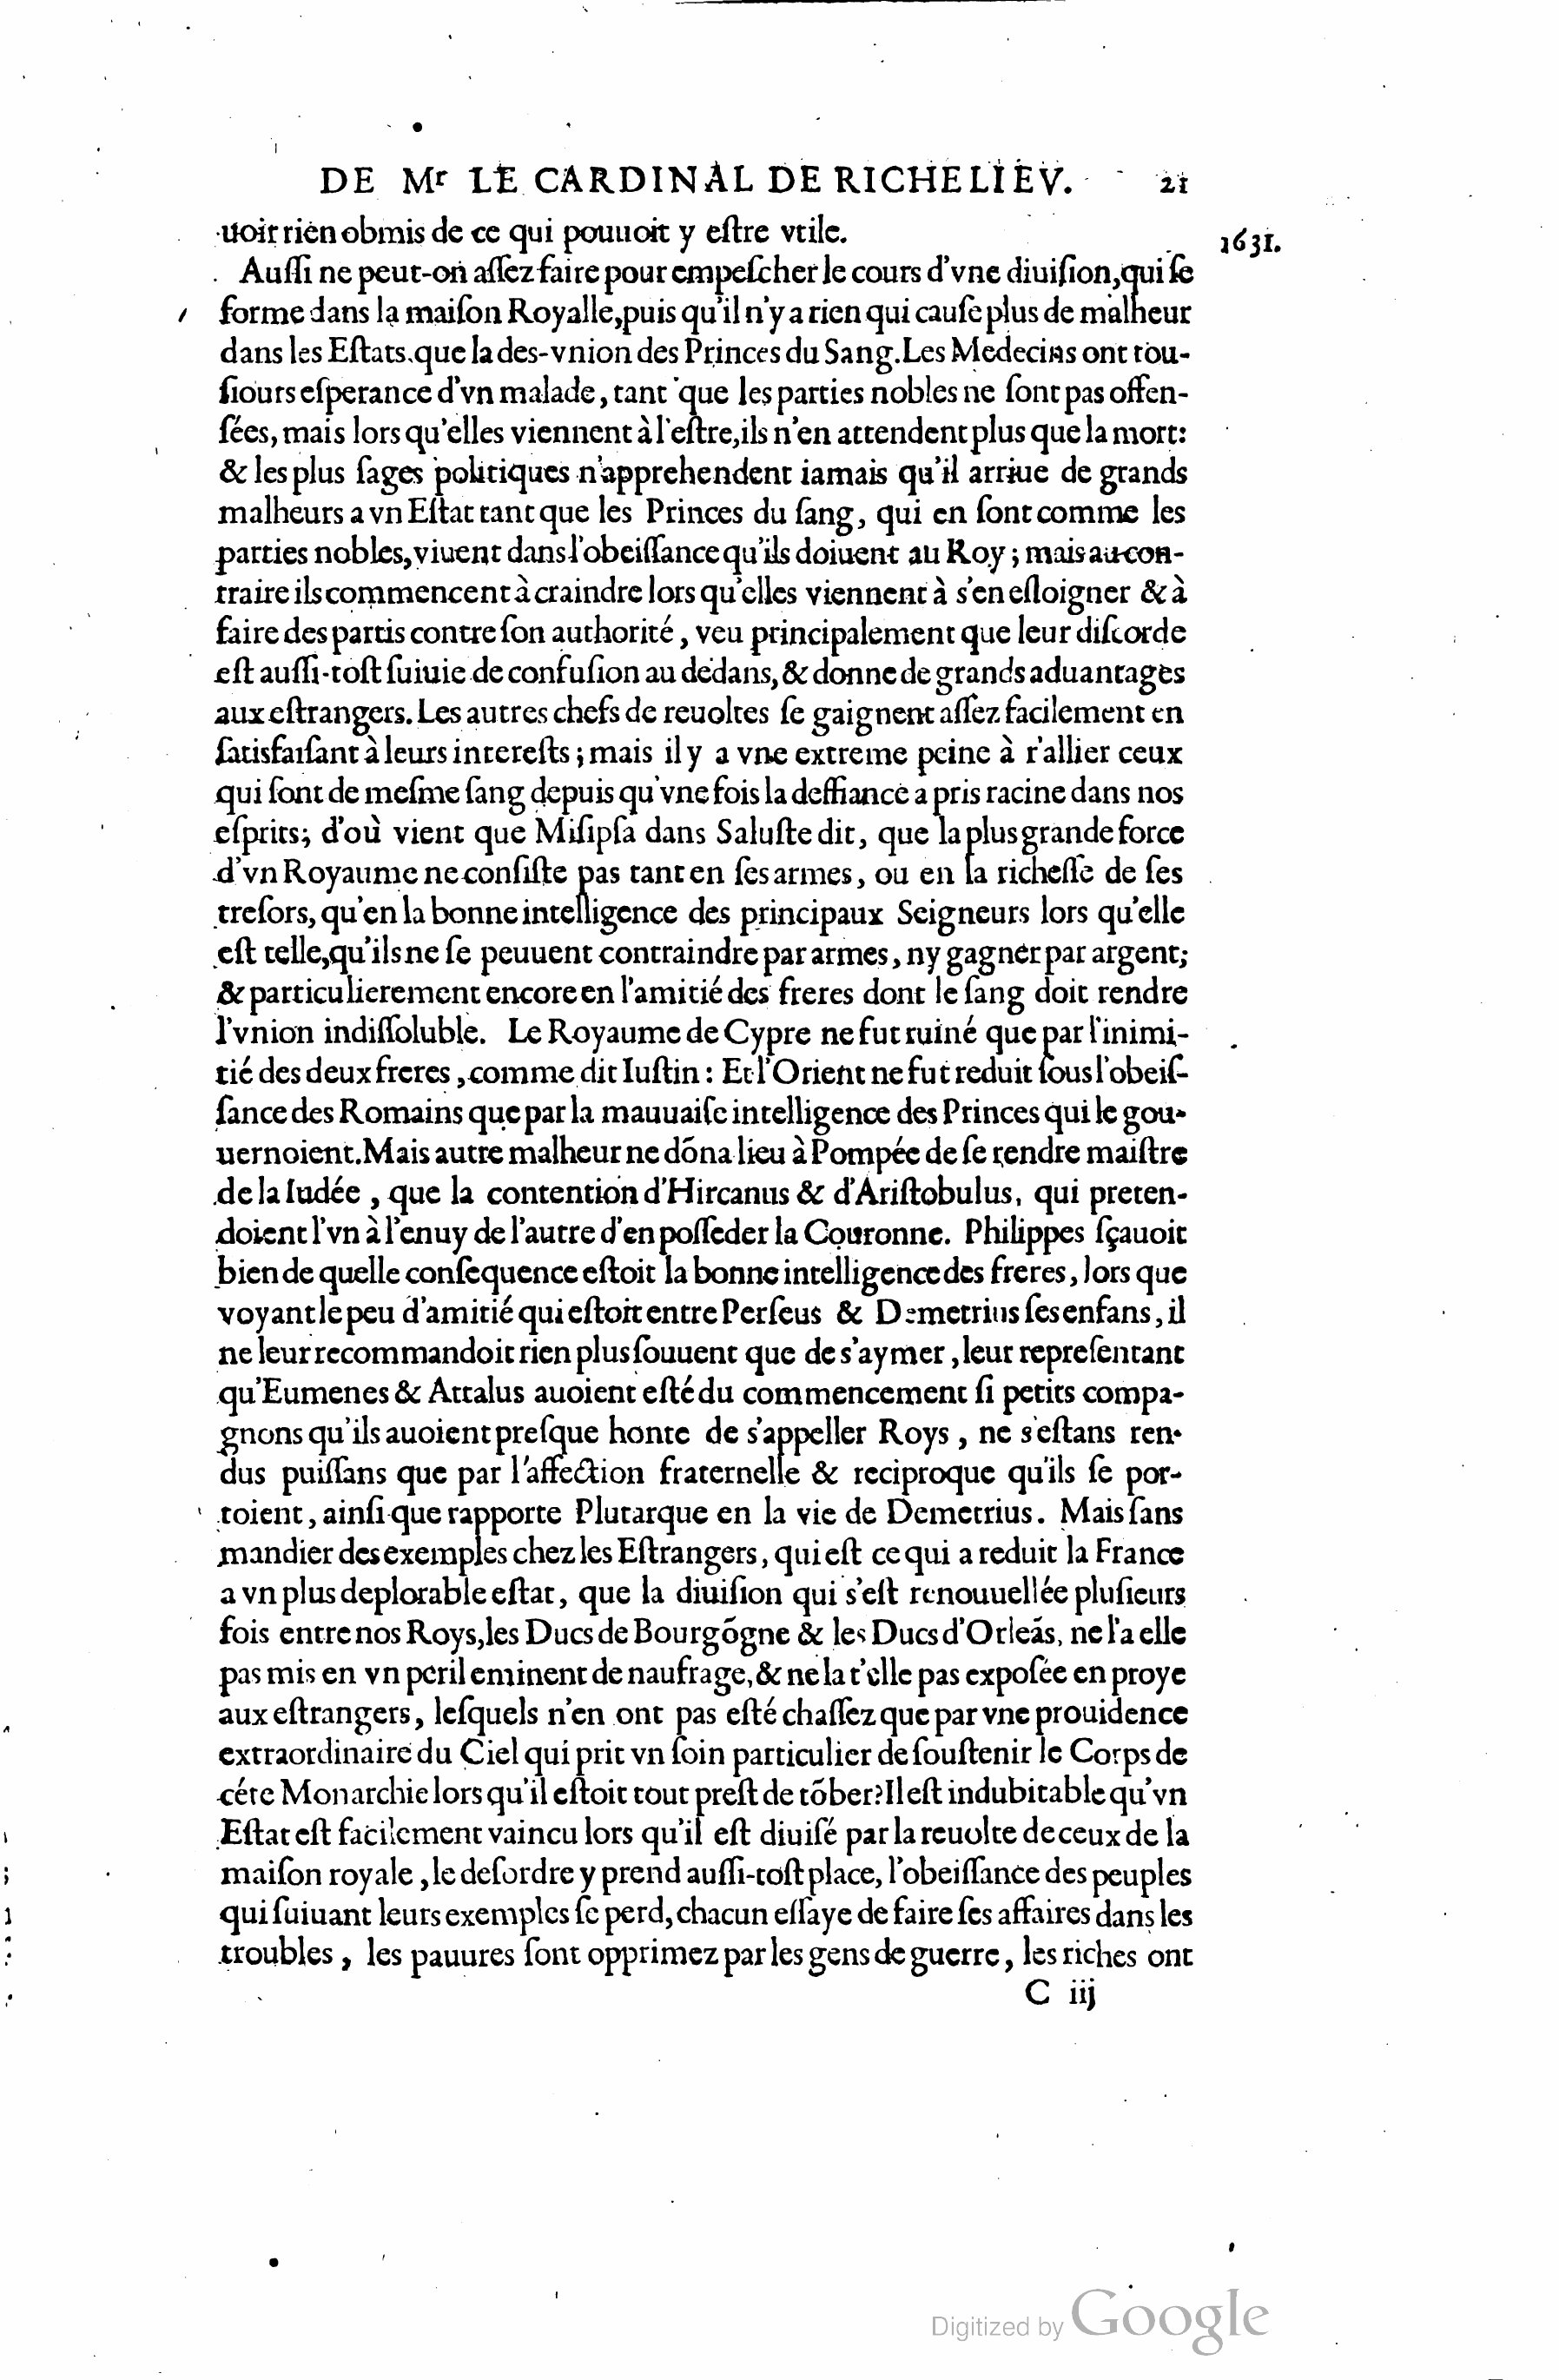 DE Mr LE CARDINAL DE RICHELIEV. 21
1631.
uoir rien obmis de ce qui pouuoit y eſtre vtile.
Auſſi ne peut-on aſſez faire pour empeſcher le cours d'vne diuiſion, qui ſe
forme dans la maiſon Royalle, puis qu'il n'y a rien qui cauſe plus de malheur
dans les Eſtats que la des-vnion des Princes du Sang. Les Medecins ont tou-
ſiours eſperance d'vn malade, tant que les parties nobles ne ſont pas offen-
ſées, mais lors qu'elles viennent à l'eſtre, ils n'en attendent plus que la mort:
& les plus ſages politiques n'apprehendent iamais qu'il arriue de grands
malheurs a vn Eſtat tant que les Princes du ſang, qui en ſont comme les
parties nobles, viuent dans l'obeiſſance qu'ils doiuent au Roy; mais au con-
traire ils commencent à craindre lors qu'elles viennent à s'en eſloigner & à
faire des partis contre ſon authorité, veu principalement que leur diſcorde
eſt auſſi-toſt ſuiuie de confuſion au dedans, & donne de grands aduantages
aux eſtrangers. Les autres chefs de reuoltes ſe gaignent aſſez facilement en
ſatisfaiſant à leurs intereſts; mais il y a vne extreme peine à r'allier ceux
qui ſont de meſme ſang depuis qu'vne fois la deffiance a pris racine dans nos
eſprits; d'où vient que Miſipſa dans Saluſte dit, que la plus grande force
d'vn Royaume ne conſiſte pas tant en ſes armes, ou en la richeſſe de ſes
treſors, qu'en la bonne intelligence des principaux Seigneurs lors qu'elle
eſt telle, qu'ils ne ſe peuuent contraindre par armes, ny gagner par argent;
& particulierement encore en l'amitié des freres dont le ſang doit rendre
l'vnion indiſſoluble. Le Royaume de Cypre ne fut ruiné que par l'inimi-
tié des deux freres, comme dit Iuſtin: Et l'Orient ne fut reduit ſous l'obeiſ-
ſance des Romains que par la mauuaiſe intelligence des Princes qui le gou-
uernoient. Mais autre malheur ne dõna lieu à Pompée de ſe rendre maiſtre
de la Iudée, que la contention d'Hircanus & d'Ariſtobulus, qui preten-
doient l'vn à l'enuy de l'autre d'en poſſeder la Couronne. Philippes ſçauoit
bien de quelle conſequence eſtoit la bonne intelligence des freres, lors que
voyant le peu d'amitié qui eſtoit entre Perſeus & Demetrius ſes enfans, il
ne leur recommandoit rien plus ſouuent que de s'aymer, leur repreſentant
qu'Eumenes & Attalus auoient eſté du commencement ſi petits compa-
gnons qu'ils auoient preſque honte de s'appeller Roys, ne s'eſtans ren-
dus puiſſans que par l'affection fraternelle & reciproque qu'ils ſe por-
toient, ainſi que rapporte Plutarque en la vie de Demetrius. Mais ſans
mandier des exemples chez les Eſtrangers, qui eſt ce qui a reduit la France
a vn plus deplorable eſtat, que la diuiſion qui s'eſt renouuellée pluſieurs
fois entre nos Roys, les Ducs de Bourgõgne & les Ducs d'Orleãs, ne l'a elle
pas mis en vn peril eminent de naufrage, & ne la t'elle pas expoſée en proye
aux eſtrangers, leſquels n'en ont pas eſté chaſſez que par vne prouidence
extraordinaire du Ciel qui prit vn ſoin particulier de ſouſtenir le Corps de
céte Monarchie lors qu'il eſtoit tout preſt de tõber? Il eſt indubitable qu'vn
Eſtat eſt facilement vaincu lors qu'il eſt diuiſé par la reuolte de ceux de la
maiſon royale, le deſordre y prend auſſi-toſt place, l'obeiſſance des peuples
qui ſuiuant leurs exemples ſe perd, chacun eſſaye de faire ſes affaires dans les
troubles, les pauures ſont opprimez par les gens de guerre, les riches ont
C iij
Digitized by Google